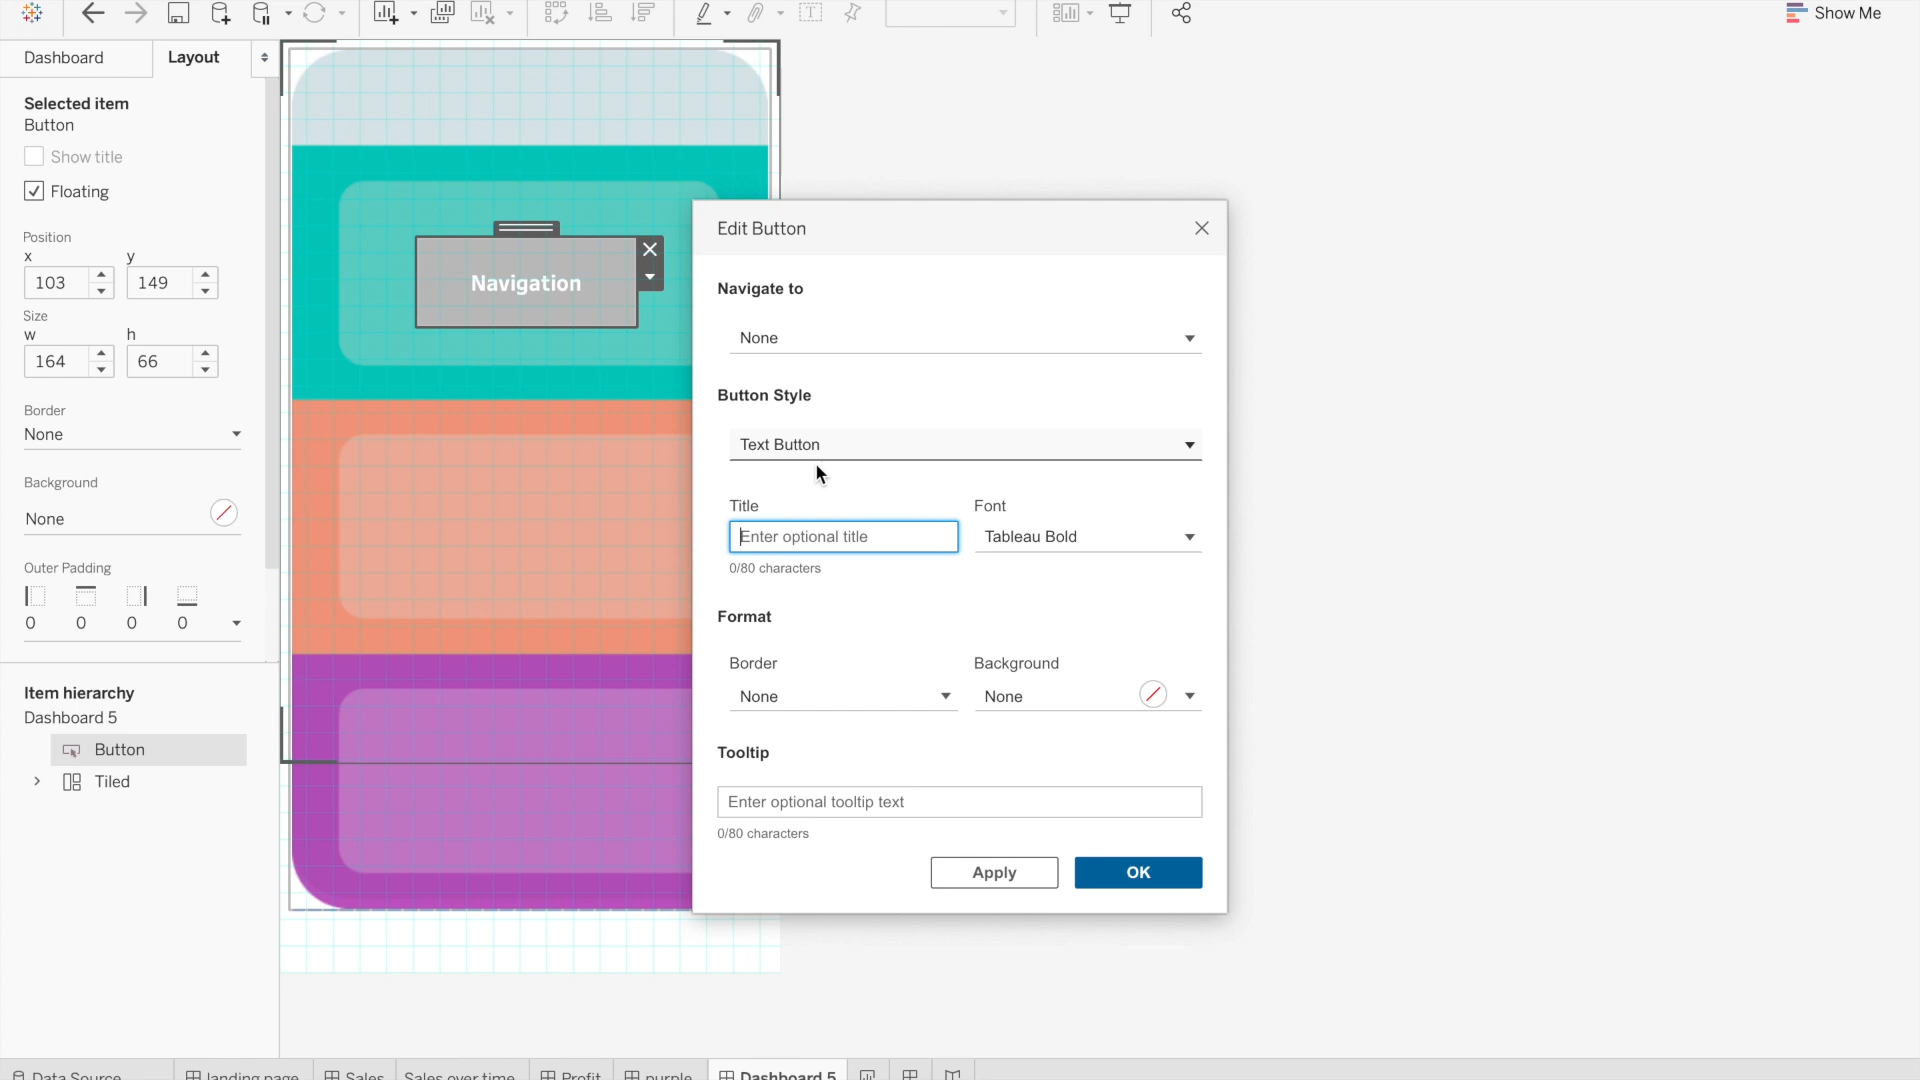 Show Me
Dashboard
Layout
Selected item
Button
Show title
Floating
Position
x y
103 149
Size
w h
164 66
Border
None
Background
None
Outer Padding
0 0 0 0
Item hierarchy
Dashboard 5
Button
Tiled
Navigation
Edit Button
Navigate to
None
Button Style
Text Button
Title Font
Enter optional title Tableau Bold
0/80 characters
Format
Border Background
None None
Tooltip
Enter optional tooltip text
0/80 characters
Apply OK
Data Source landing page Sales Sales over time Profit purple Dashboard 5